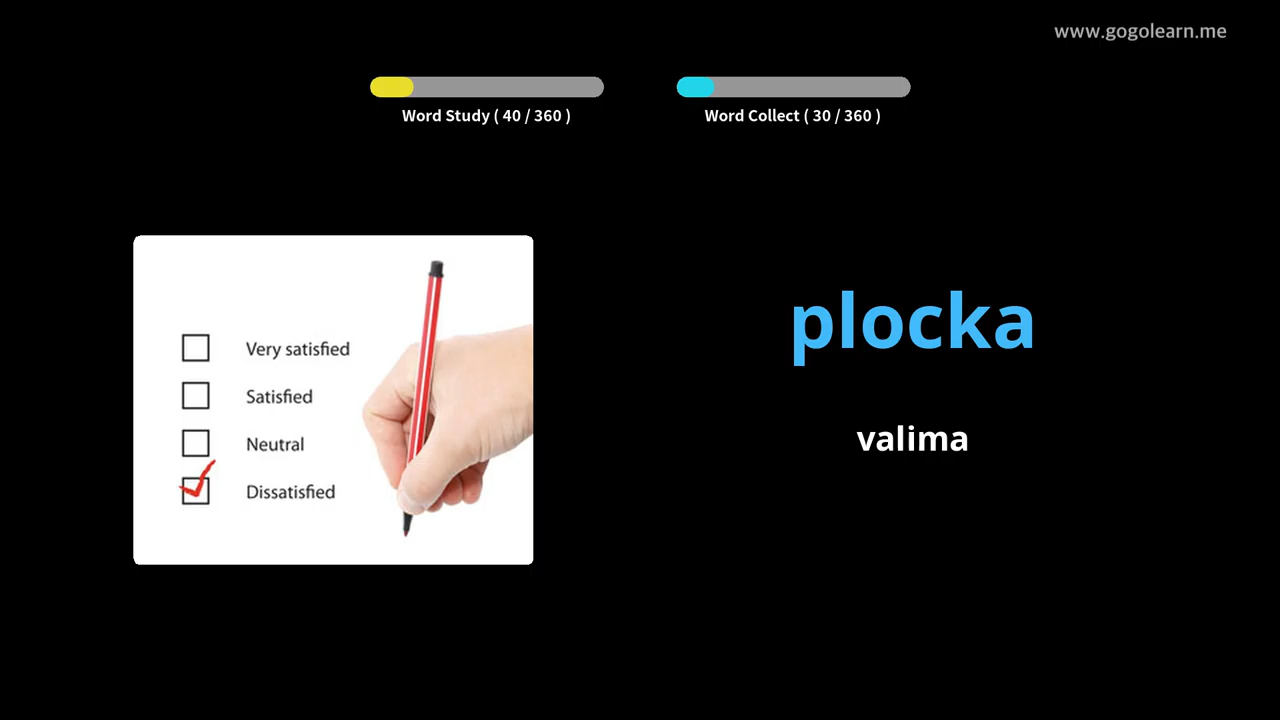 www.gogolearn.me
Word Study ( 40 / 360 )
Word Collect ( 30 / 360 )
Very satisfied
Satisfied
Neutral
Dissatisfied
plocka
valima